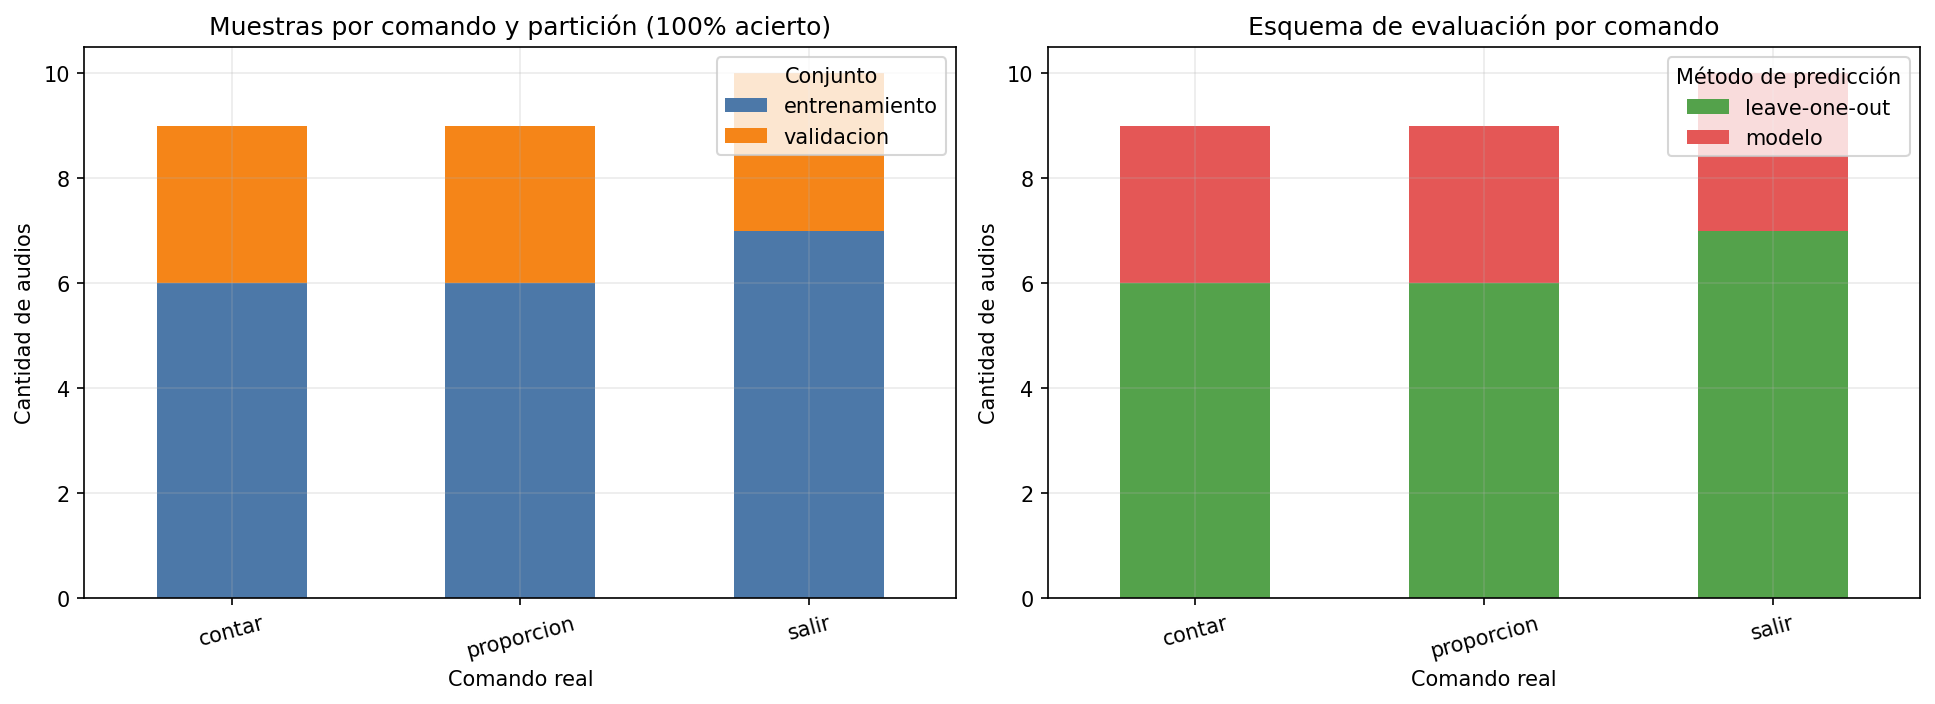 Muestras por comando y partición (100% acierto)
Cantidad de audios
10
8
6
4
2
0
Conjunto
entrenamiento
validacion
contar
proporcion
salir
Comando real
Esquema de evaluación por comando
Cantidad de audios
10
8
6
4
2
0
Método de predicción
leave-one-out
modelo
contar
proporcion
salir
Comando real